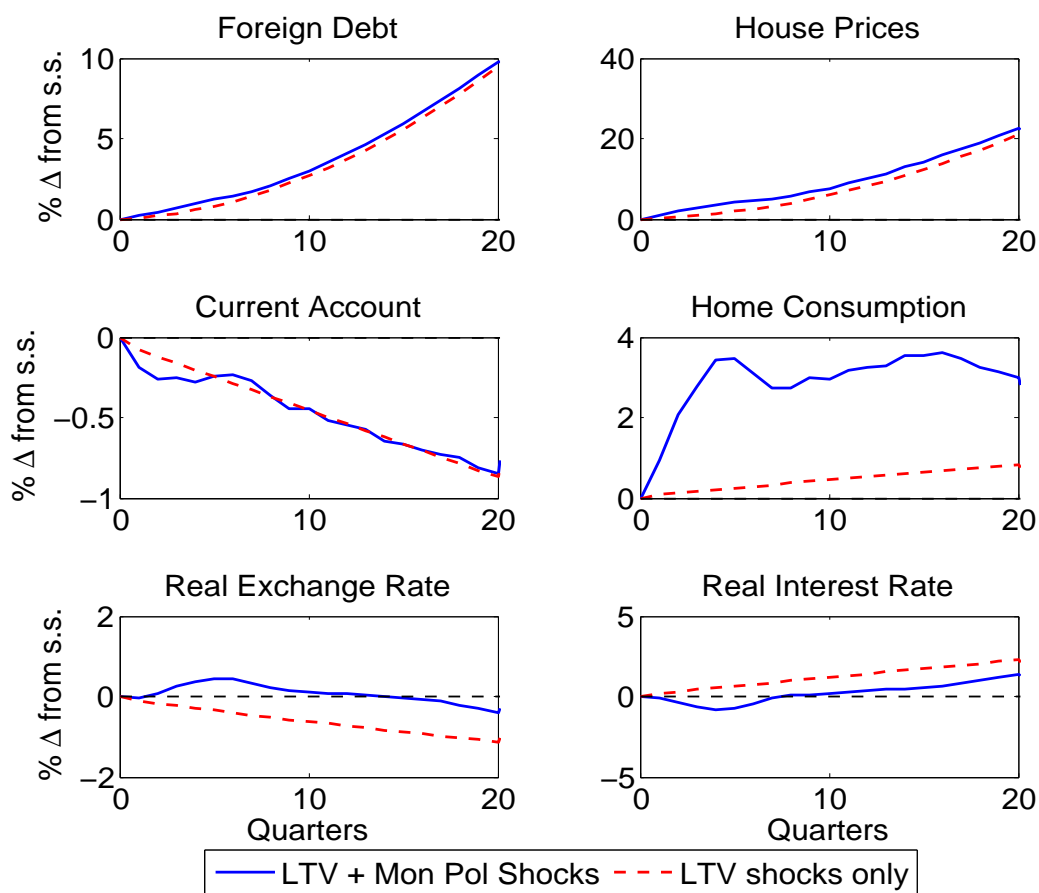 Foreign Debt
House Prices
% Δ from s.s.
10
5
0
0
10
20
40
20
0
0
10
20
Current Account
Home Consumption
% Δ from s.s.
0
−0.5
−1
0
10
20
4
2
0
0
10
20
Real Exchange Rate
Real Interest Rate
% Δ from s.s.
2
0
−2
0
10
20
Quarters
5
0
−5
0
10
20
Quarters
LTV + Mon Pol Shocks
LTV shocks only